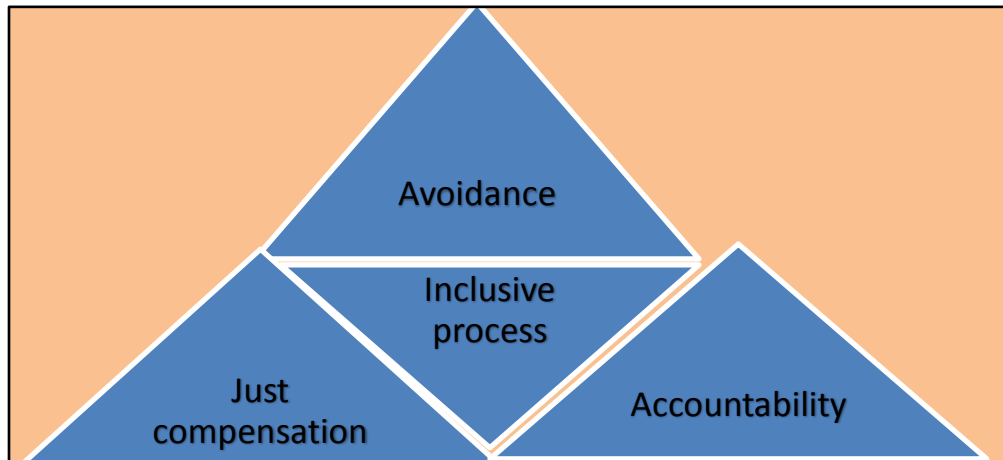 Avoidance
Inclusive
process
Just
compensation
Accountability